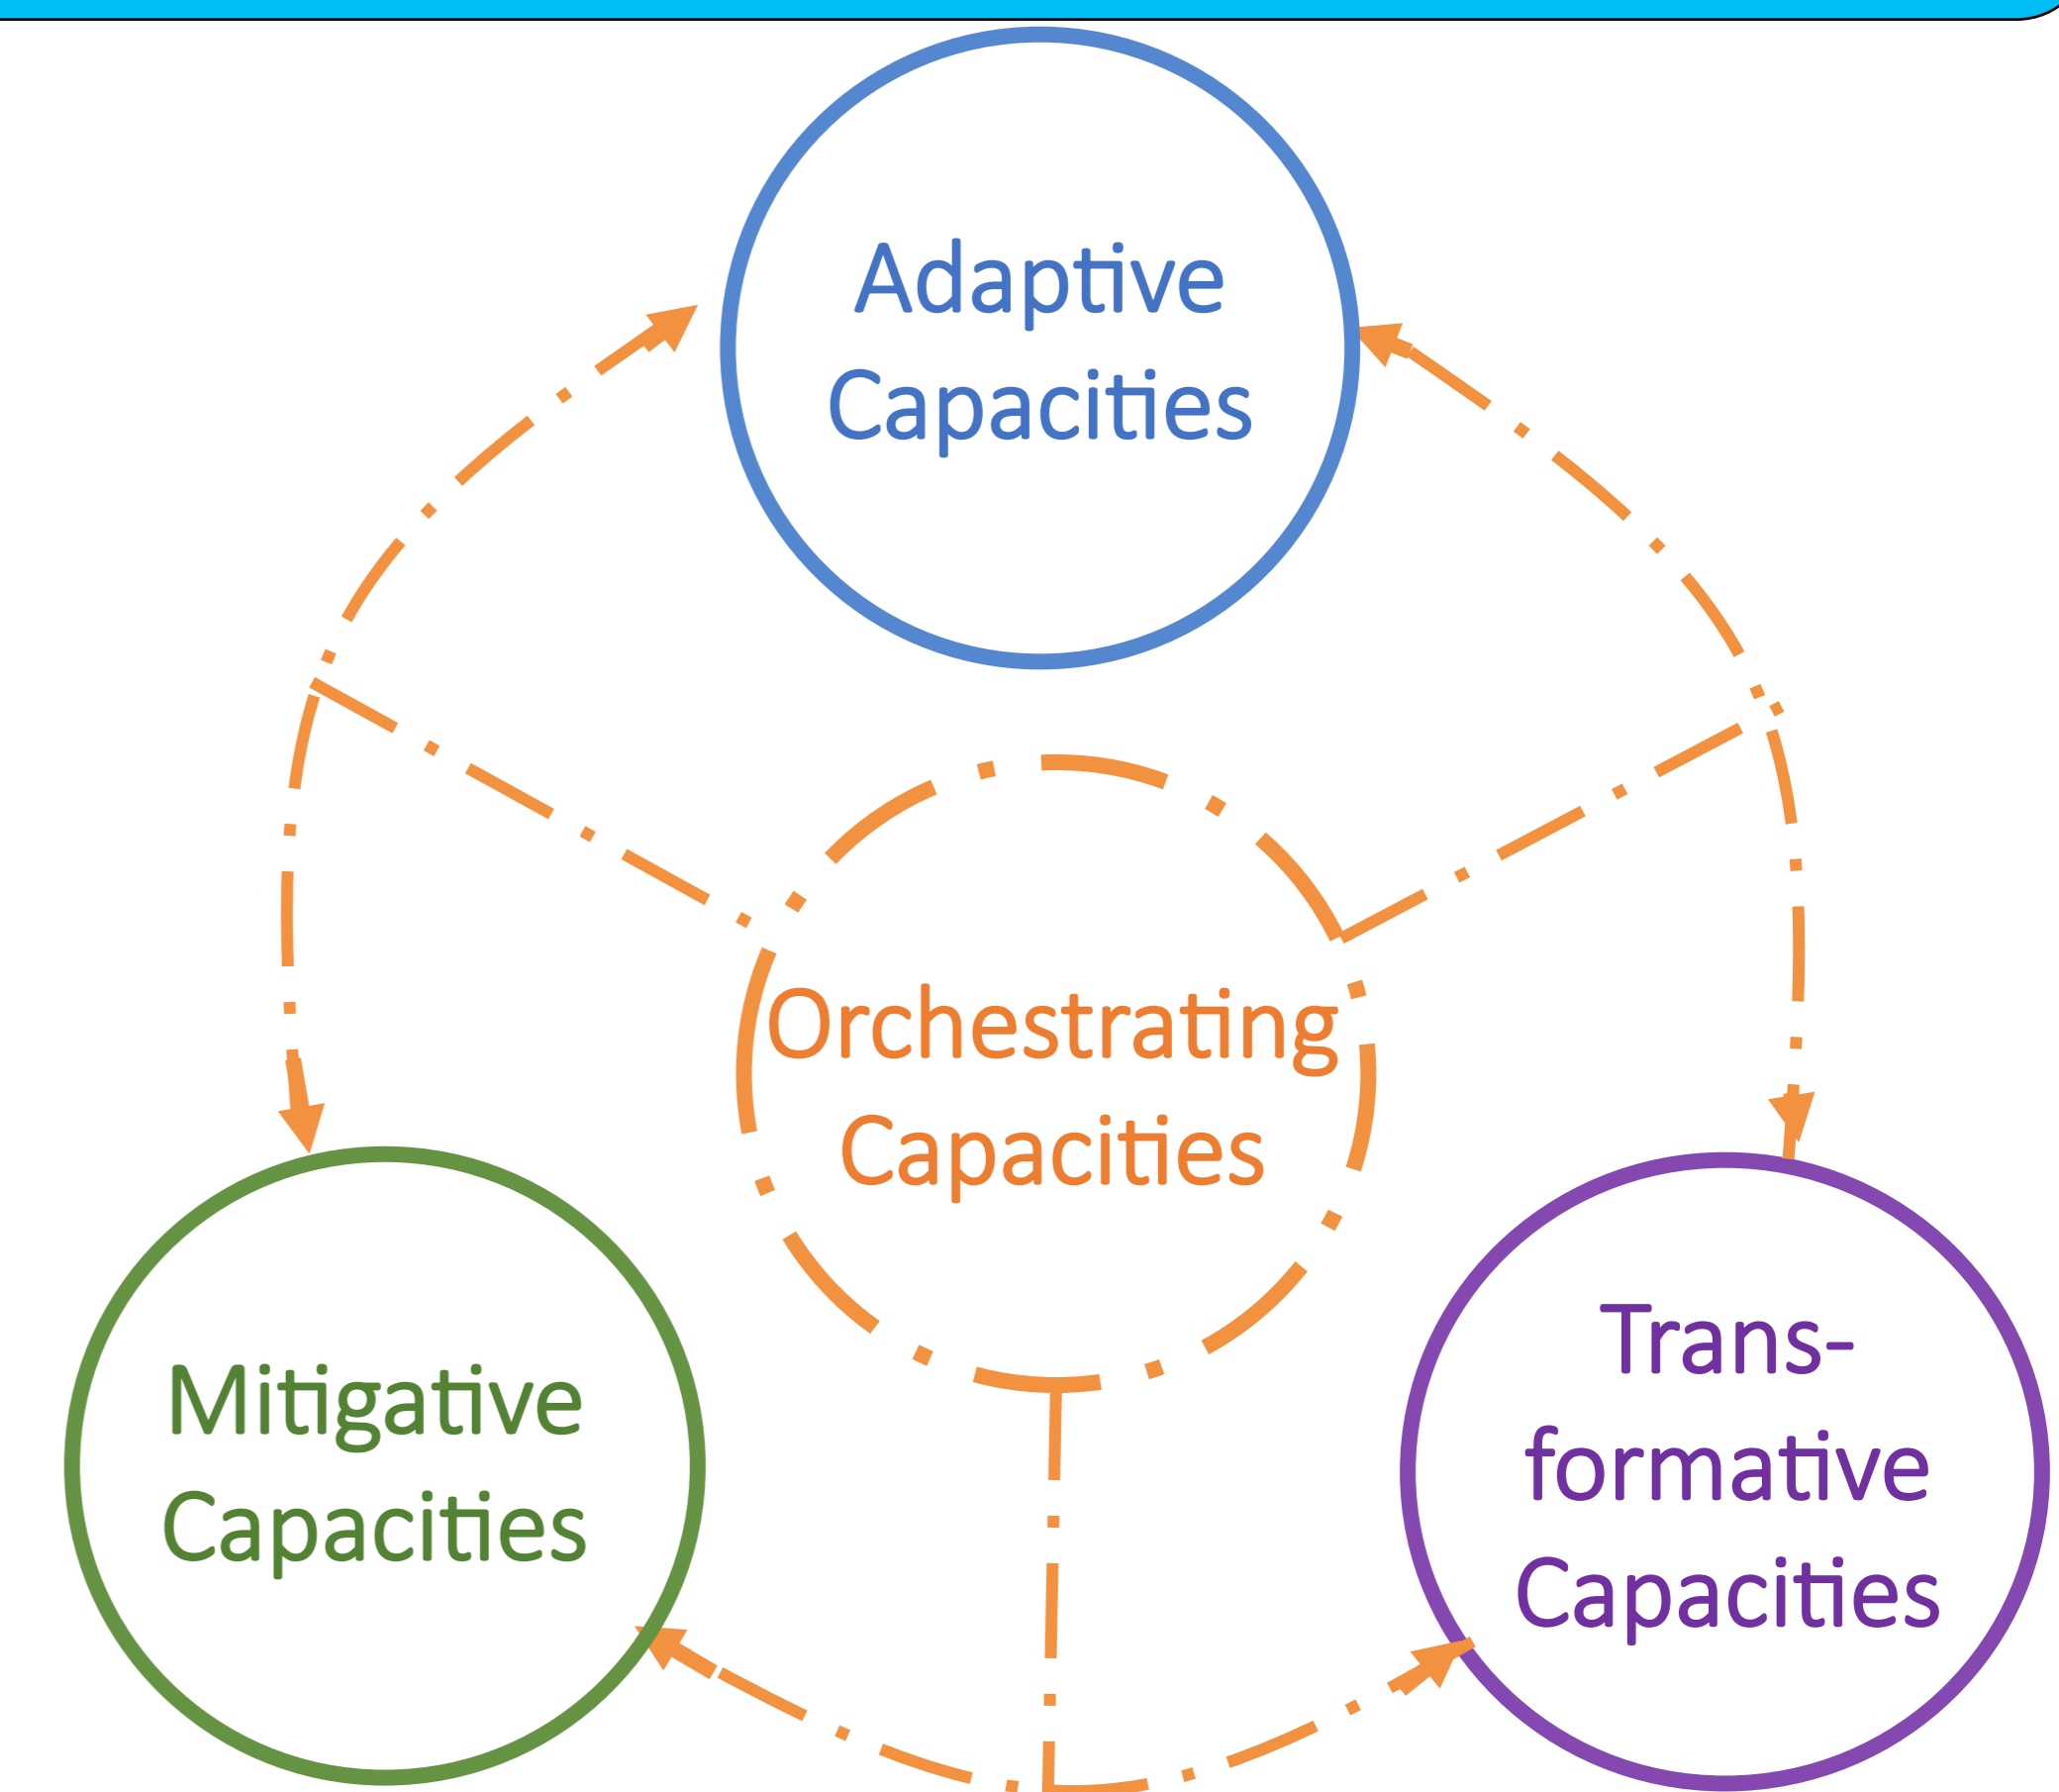 Adaptive
Capacities
Orchestrating
Capacities
Mitigative
Capacities
Trans-
formative
Capacities